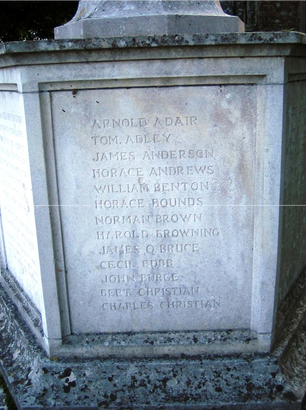 ARNOLD ADAIR
TOM. ADLEY
JAMES ANDERSON
HORACE ANDREWS
WILLIAM BENTON
HORACE BOUNDS
NORMAN BROWN
HAROLD BROWNING
JAMES O. BRUCE
CECIL BUBB
JOHN BURGE
BERT CHRISTIAN
CHARLES CHRISTIAN